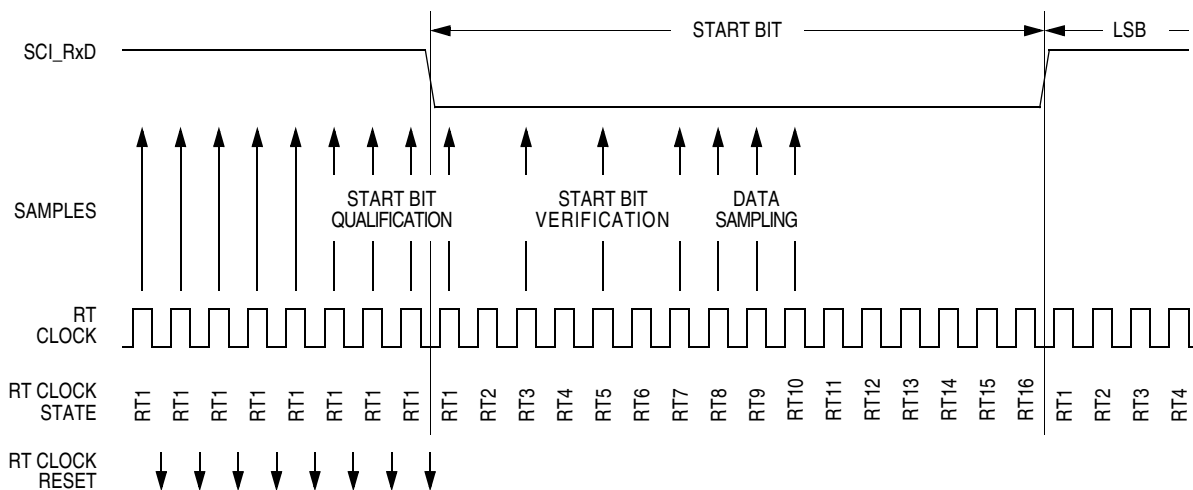 START BIT
LSB
SCI_RxD
SAMPLES
START BIT
QUALIFICATION
START BIT
VERIFICATION
DATA
SAMPLING
RT
CLOCK
RT CLOCK
STATE
RT1 RT1 RT1 RT1 RT1 RT1 RT1 RT1 RT1 RT2 RT3 RT4 RT5 RT6 RT7 RT8 RT9 RT10 RT11 RT12 RT13 RT14 RT15 RT16 RT1 RT2 RT3 RT4
RT CLOCK
RESET